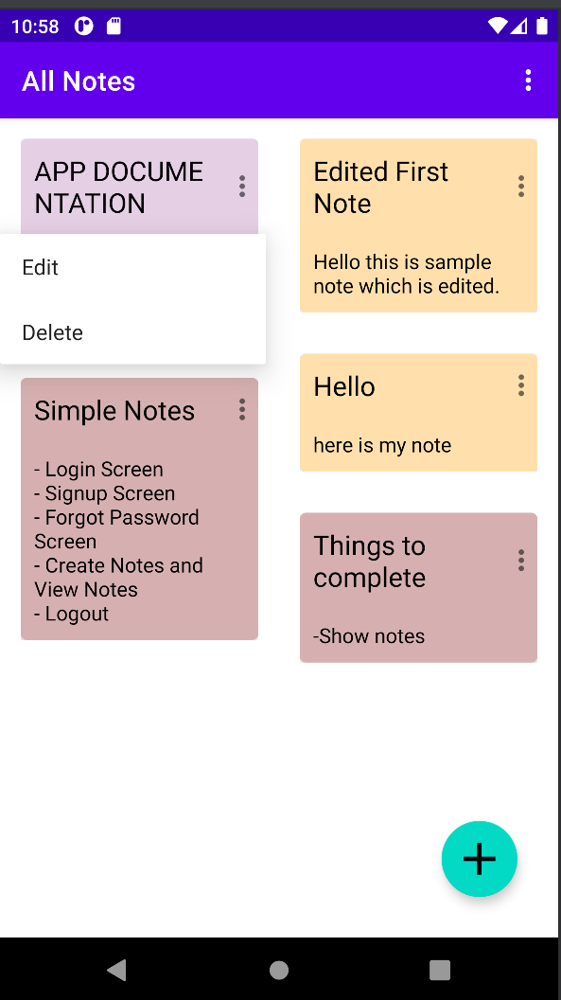 10:58
All Notes
APP DOCUME
NTATION
Edit
Delete
Simple Notes
- Login Screen
- Signup Screen
- Forgot Password
Screen
- Create Notes and
View Notes
- Logout
Edited First
Note
Hello this is sample
note which is edited.
Hello
here is my note
Things to
complete
-Show notes